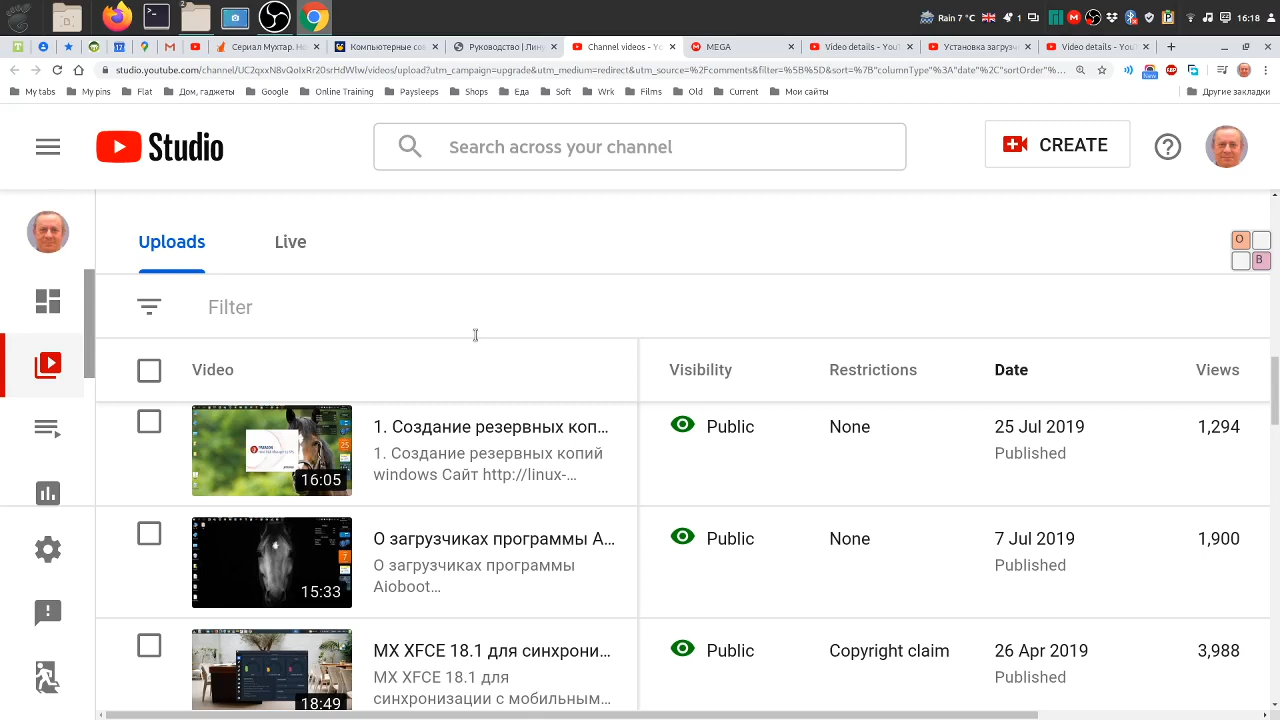 Rain 7 °C
1
16:18
Сериал Мухтар. Н
Компьютерные со
Руководство Глину
Channel videos - Yo
МЕНТАЛ
Video details - You
Установка загрузч
Video details - You
studio.youtube.com/channel/UC2qxxN8vQoIxRr20srHdWlw/videos/upload?utm_campaign=upgrade&utm_medium=redirect&utm_source=%2Fcomments&filter=%5B%5D&sort=%7B"columnType"%3A"date"%2C"sortOrder"%...
My tabs
My pins
Flat
Дом, гаджеты
Google
Online Training
Paysleeps
Shops
Еда
Soft
Wrk
Films
Old
Current
Мои сайты
Другие закладки
Studio
Search across your channel
CREATE
Uploads
Live
O
B
Filter
Video
Visibility
Restrictions
Date
Views
1. Создание резервных коп...
Public
None
25 Jul 2019
1,294
1. Создание резервных копий
Published
windows Сайт http://linux-...
16:05
О загрузчиках программы A...
Public
None
7 Jul 2019
1,900
О загрузчиках программы
Published
Aioboot...
15:33
MX XFCE 18.1 для синхрони...
Public
Copyright claim
26 Apr 2019
3,988
MX XFCE 18.1 для
Published
синхронизации с мобильным...
18:49